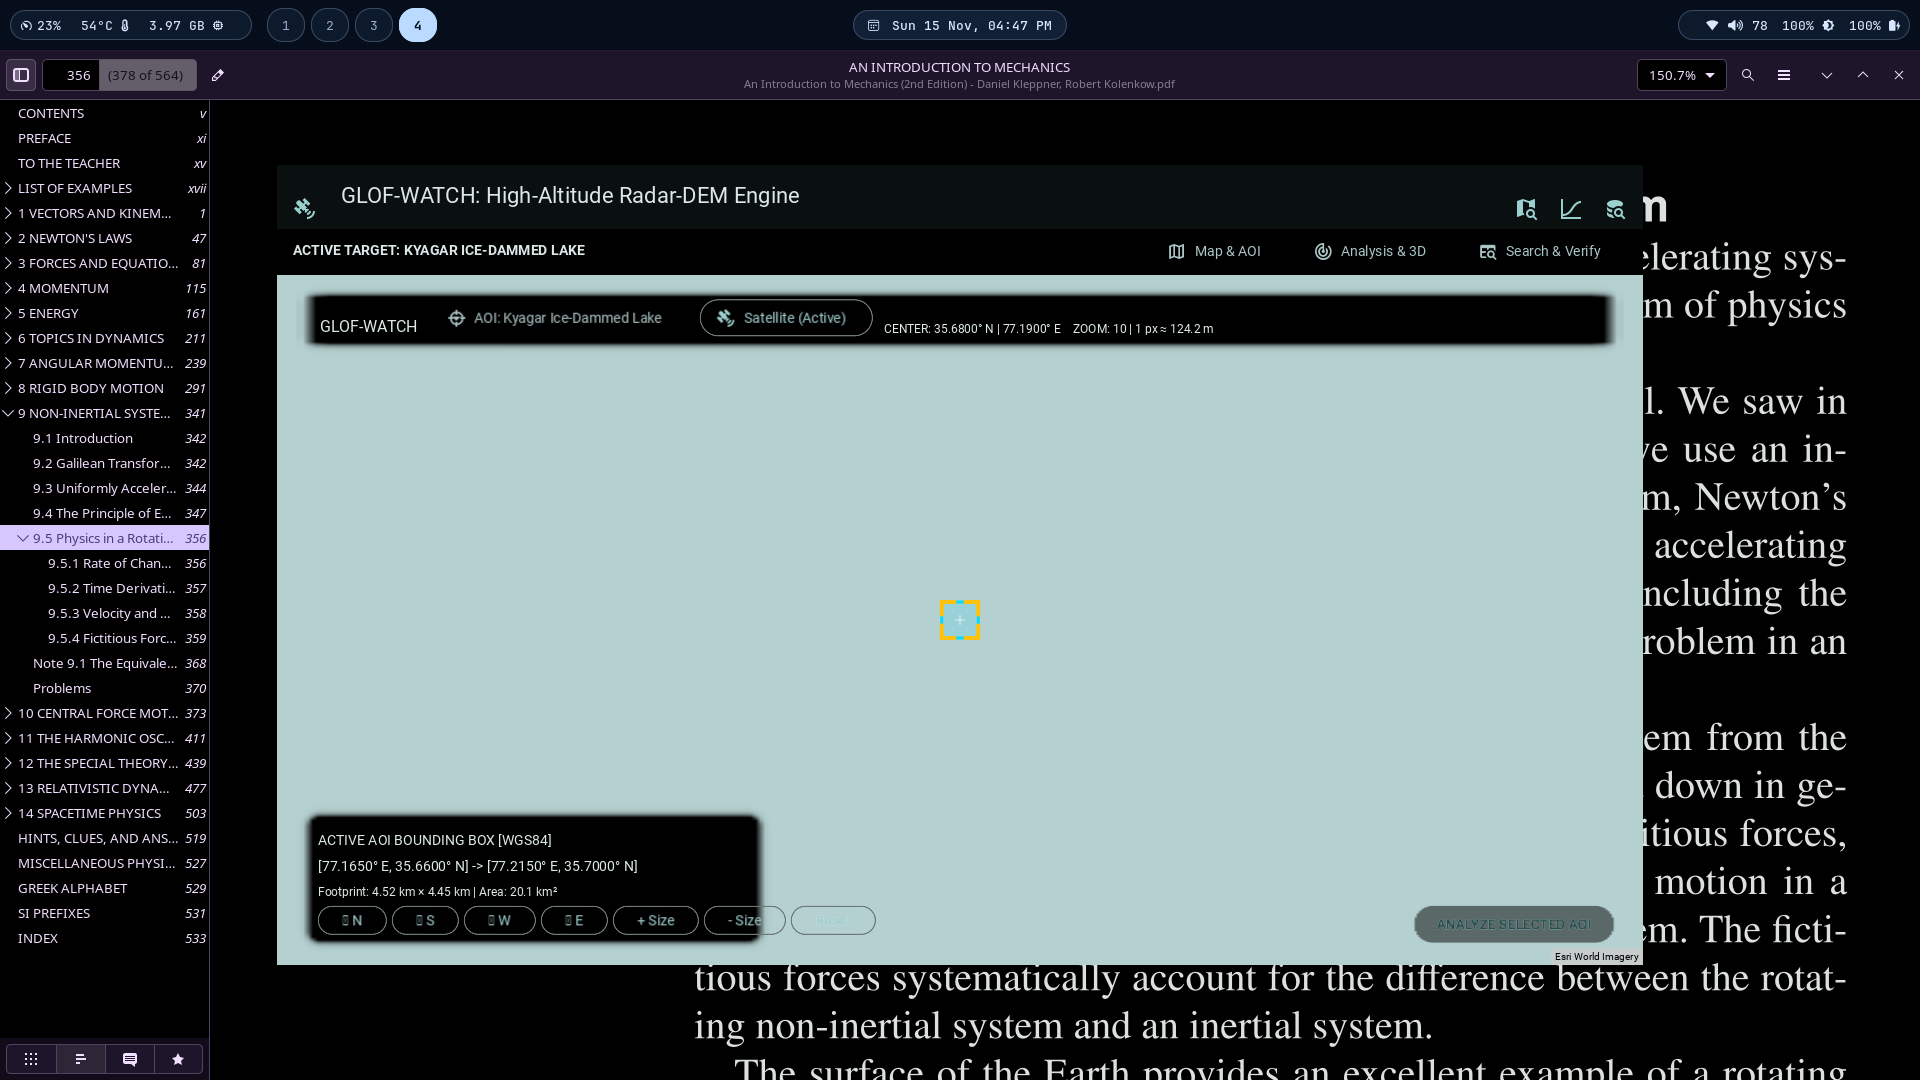 23% 54°C 3.97 GB
1 2 3 4
Sun 15 Nov, 04:47 PM
78 100% 100%
356 (378 of 564)
AN INTRODUCTION TO MECHANICS
An Introduction to Mechanics (2nd Edition) - Daniel Kleppner, Robert Kolenkow.pdf
150.7%
CONTENTS v
PREFACE xi
TO THE TEACHER xv
LIST OF EXAMPLES xvii
1 VECTORS AND KINEM... 1
2 NEWTON'S LAWS 47
3 FORCES AND EQUATIO... 81
4 MOMENTUM 115
5 ENERGY 161
6 TOPICS IN DYNAMICS 211
7 ANGULAR MOMENTU... 239
8 RIGID BODY MOTION 291
9 NON-INERTIAL SYSTE... 341
9.1 Introduction 342
9.2 Galilean Transfor... 342
9.3 Uniformly Acceler... 344
9.4 The Principle of E... 347
9.5 Physics in a Rotati... 356
9.5.1 Rate of Chan... 356
9.5.2 Time Derivati... 357
9.5.3 Velocity and ... 358
9.5.4 Fictitious Forc... 359
Note 9.1 The Equivale... 368
Problems 370
10 CENTRAL FORCE MOT... 373
11 THE HARMONIC OSC... 411
12 THE SPECIAL THEORY... 439
13 RELATIVISTIC DYNA... 477
14 SPACETIME PHYSICS 503
HINTS, CLUES, AND ANS... 519
MISCELLANEOUS PHYSI... 527
GREEK ALPHABET 529
SI PREFIXES 531
INDEX 533
GLOF-WATCH: High-Altitude Radar-DEM Engine
ACTIVE TARGET: KYAGAR ICE-DAMMED LAKE
Map & AOI Analysis & 3D Search & Verify
GLOF-WATCH AOI: Kyagar Ice-Dammed Lake Satellite (Active) CENTER: 35.6800° N | 77.1900° E ZOOM: 10 | 1 px ≈ 124.2 m
ACTIVE AOI BOUNDING BOX [WGS84]
[77.1650° E, 35.6600° N] -> [77.2150° E, 35.7000° N]
Footprint: 4.52 km × 4.45 km | Area: 20.1 km²
N S W E + Size - Size
ANALYZE SELECTED AOI
Esri World Imagery
m
elerating sys-
m of physics
l. We saw in
ve use an in-
m, Newton's
accelerating
ncluding the
roblem in an
em from the
down in ge-
itious forces,
motion in a
em. The ficti-
tious forces systematically account for the difference between the rotat-
ing non-inertial system and an inertial system.
The surface of the Earth provides an excellent example of a rotating